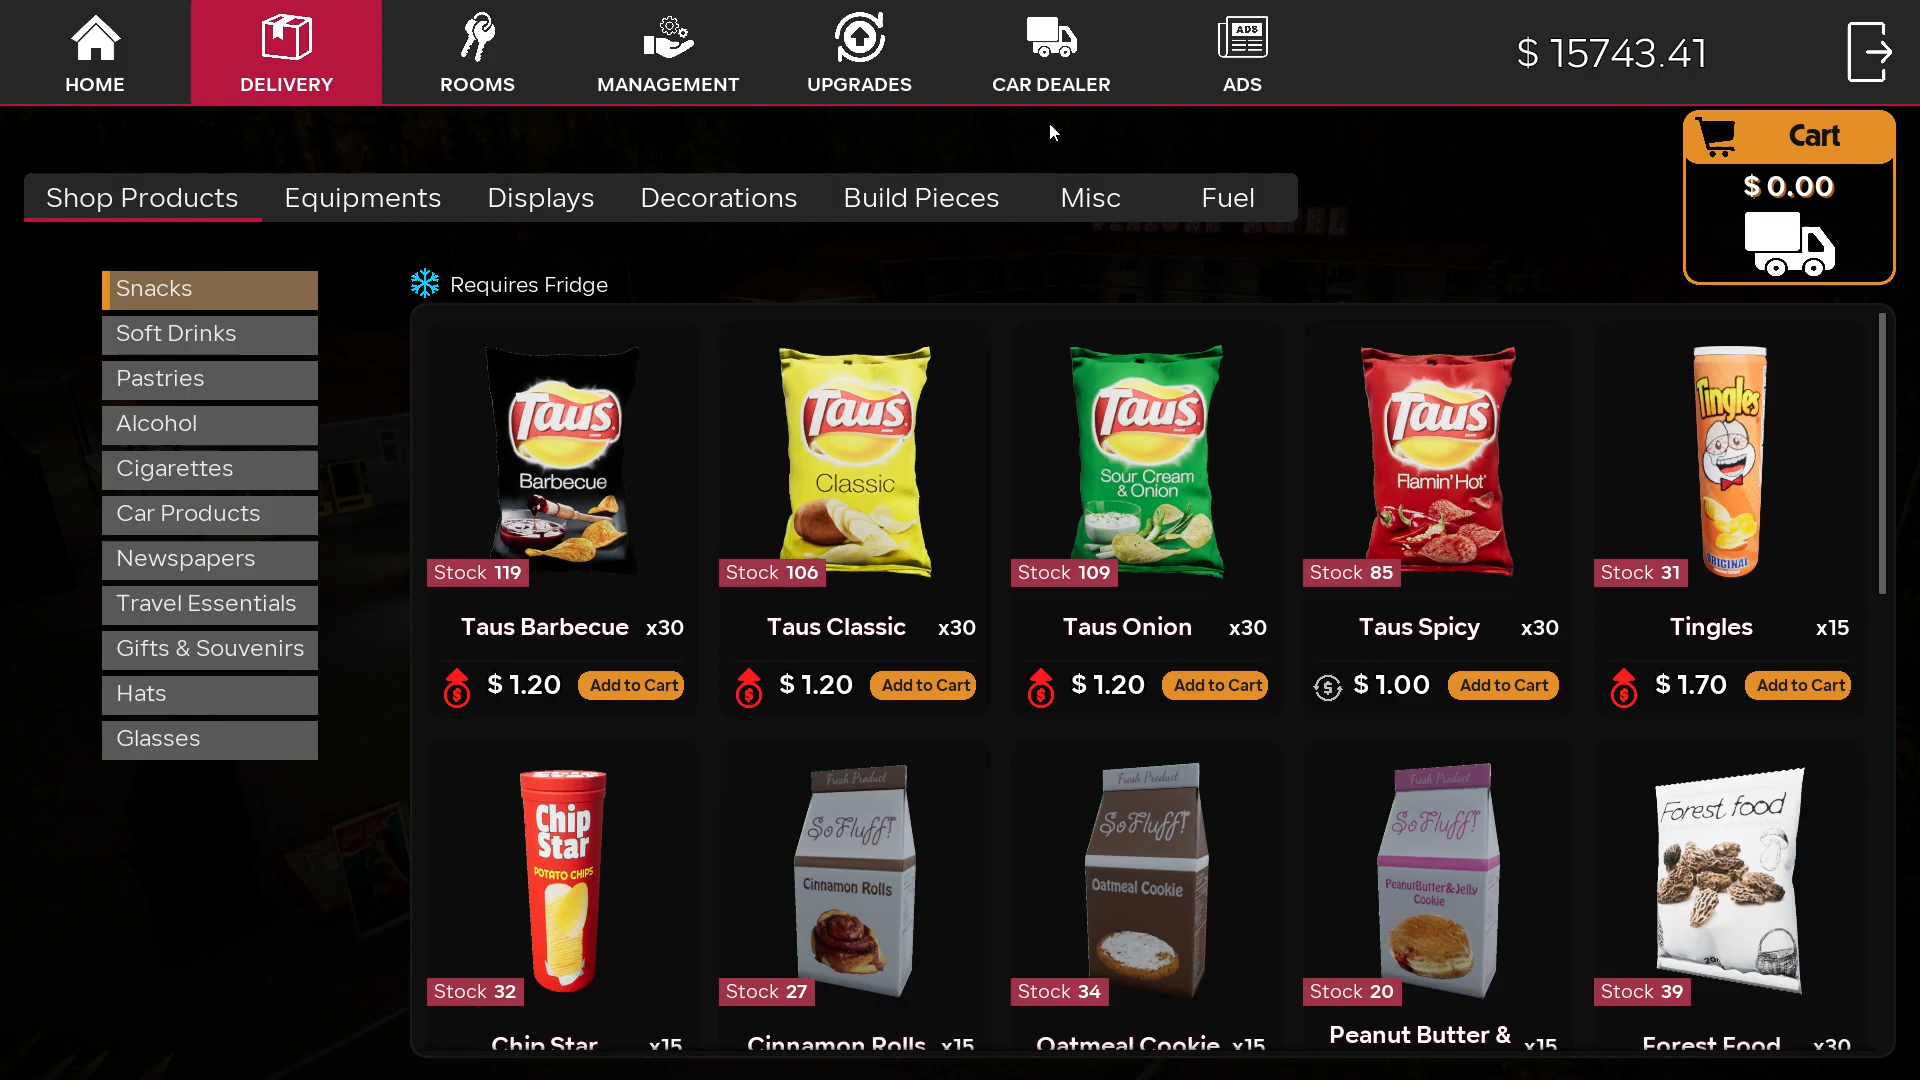 HOME
DELIVERY
ROOMS
MANAGEMENT
UPGRADES
CAR DEALER
ADS
ADS
$ 15743.41
Cart
$ 0.00
Shop Products
Equipments
Displays
Decorations
Build Pieces
Misc
Fuel
Snacks
Soft Drinks
Pastries
Alcohol
Cigarettes
Car Products
Newspapers
Travel Essentials
Gifts & Souvenirs
Hats
Glasses
Requires Fridge
Taus
Barbecue
Stock 119
Taus Barbecue x30
$ 1.20 Add to Cart
Taus
Classic
Stock 106
Taus Classic x30
$ 1.20 Add to Cart
Taus
Sour Cream
& Onion
Stock 109
Taus Onion x30
$ 1.20 Add to Cart
Taus
Flamin' Hot
Stock 85
Taus Spicy x30
$ 1.00 Add to Cart
Tingles
ORIGINAL
Stock 31
Tingles x15
$ 1.70 Add to Cart
Chip
Star
POTATO CHIPS
Stock 32
Chip Star x15
Fresh Product
SoFluff!
Cinnamon Rolls
Stock 27
Cinnamon Rolls x15
Fresh Product
SoFluff!
Oatmeal Cookie
Stock 34
Oatmeal Cookie x15
Fresh Product
SoFluff!
PeanutButter&Jelly
Cookie
Stock 20
Peanut Butter & x15
Forest food
Stock 39
Forest Food x30